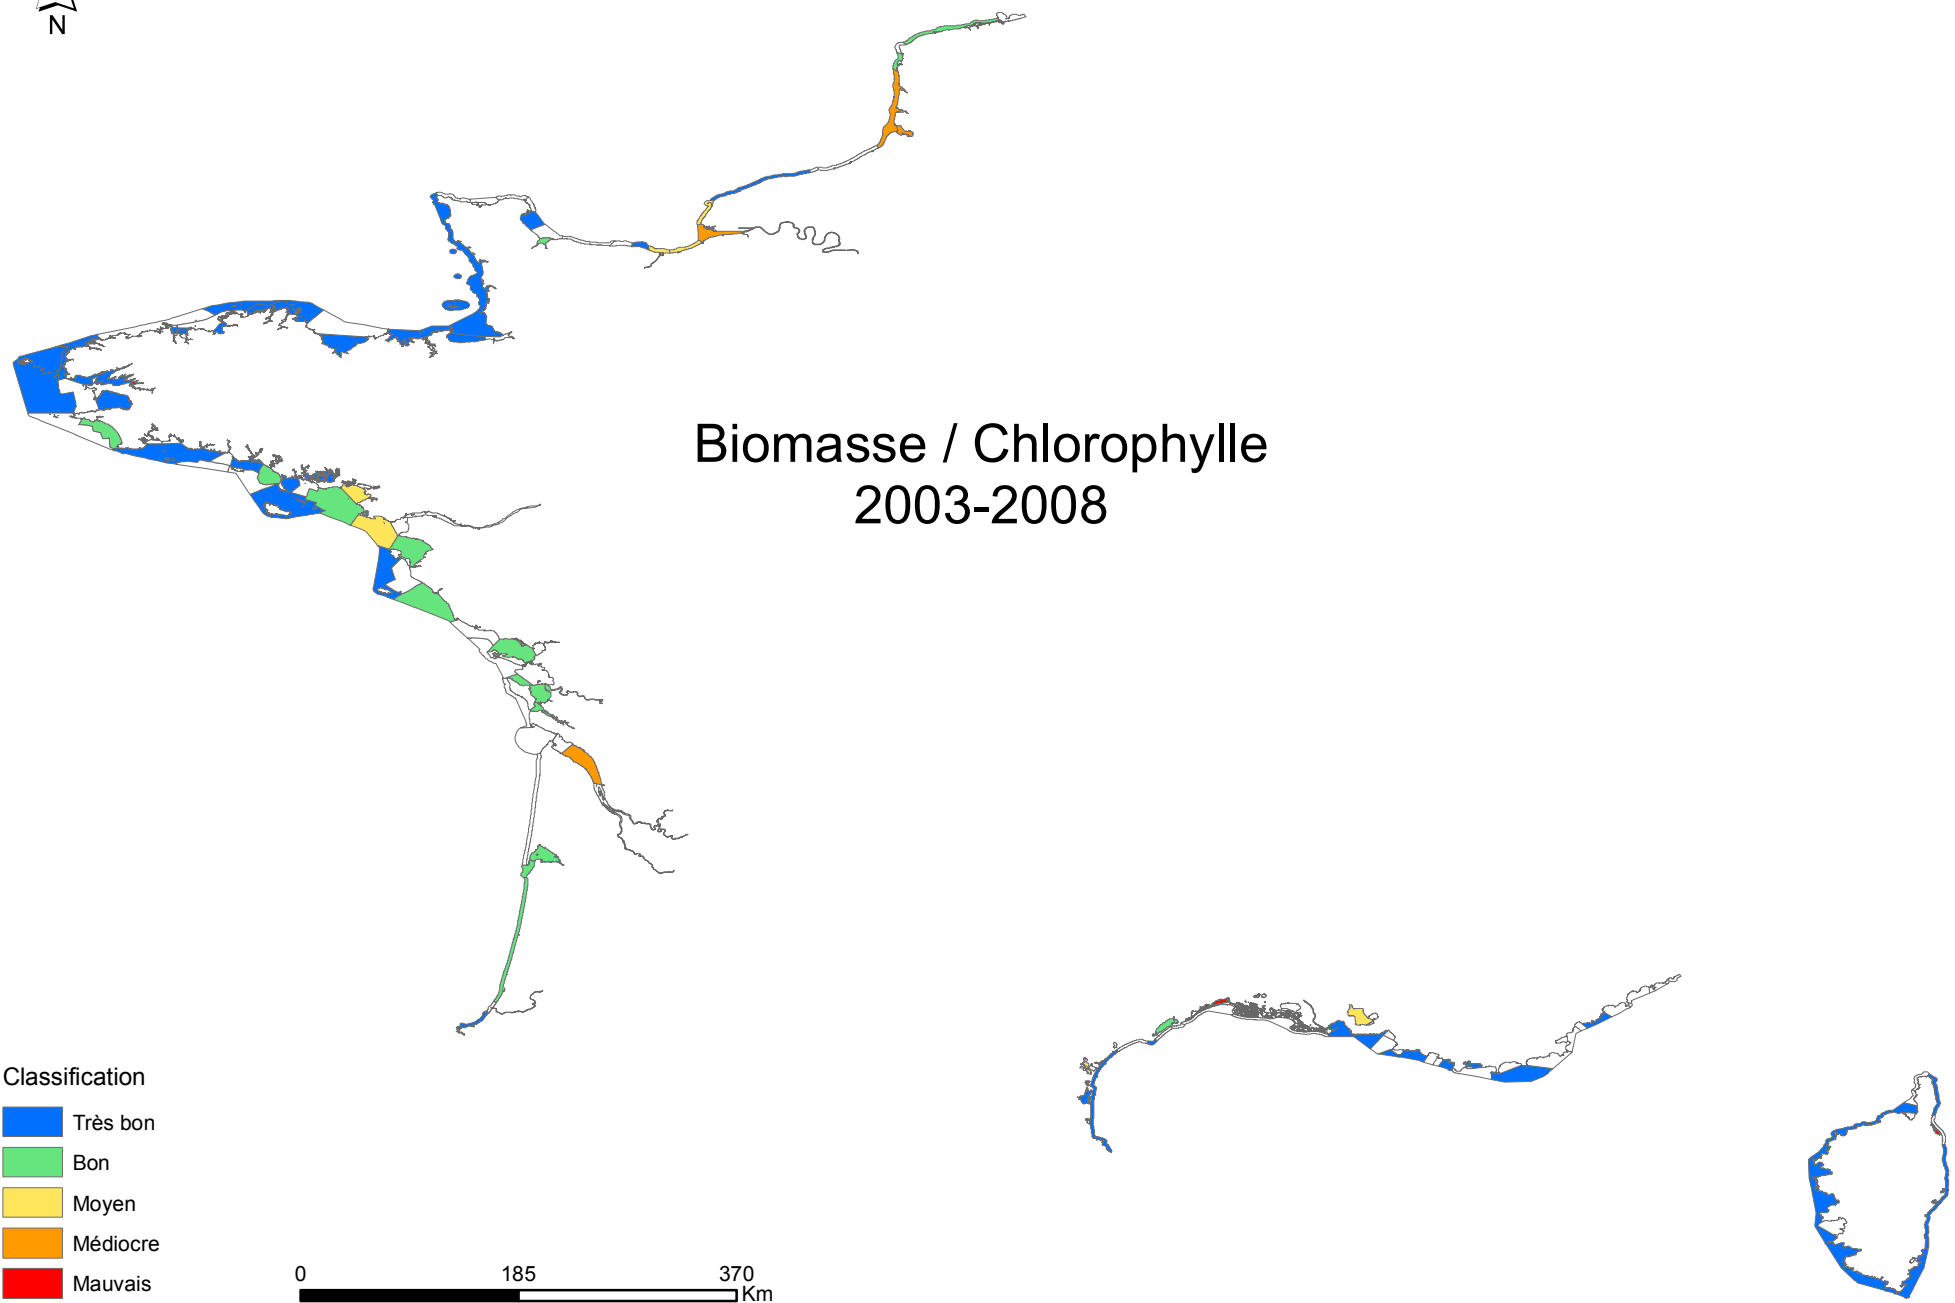 N
Biomasse / Chlorophylle
2003-2008
Classification
Très bon
Bon
Moyen
Médiocre
Mauvais
0 185 370
Km